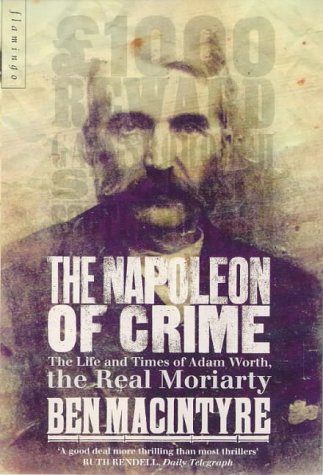 flamingo
£1000
REWARD
THE NAPOLEON
OF CRIME
The Life and Times of Adam Worth,
the Real Moriarty
BEN MACINTYRE
‘A good deal more thrilling than most thrillers’
RUTH RENDELL, Daily Telegraph